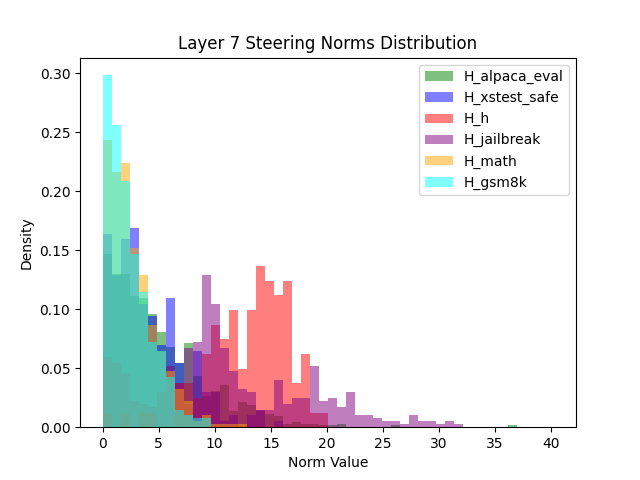 Layer 7 Steering Norms Distribution
H_alpaca_eval
H_xstest_safe
H_h
H_jailbreak
H_math
H_gsm8k
0.30
0.25
0.20
0.15
0.10
0.05
0.00
Density
0 5 10 15 20 25 30 35 40
Norm Value